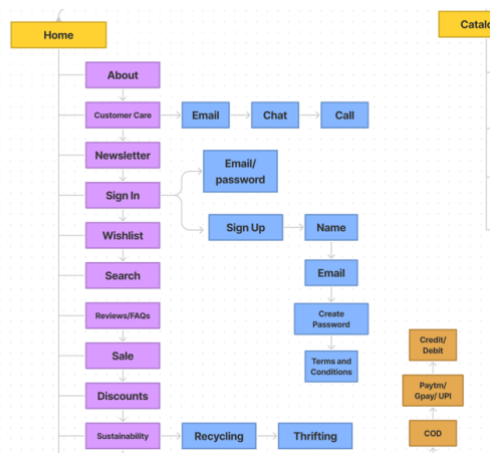 Home
Catalo
About
Customer Care
Email
Chat
Call
Newsletter
Email/
password
Sign In
Sign Up
Name
Wishlist
Search
Email
Reviews/FAQs
Create
Password
Sale
Terms and
Conditions
Credit/
Debit
Discounts
Paytm/
Gpay/ UPI
Sustainability
Recycling
Thrifting
COD